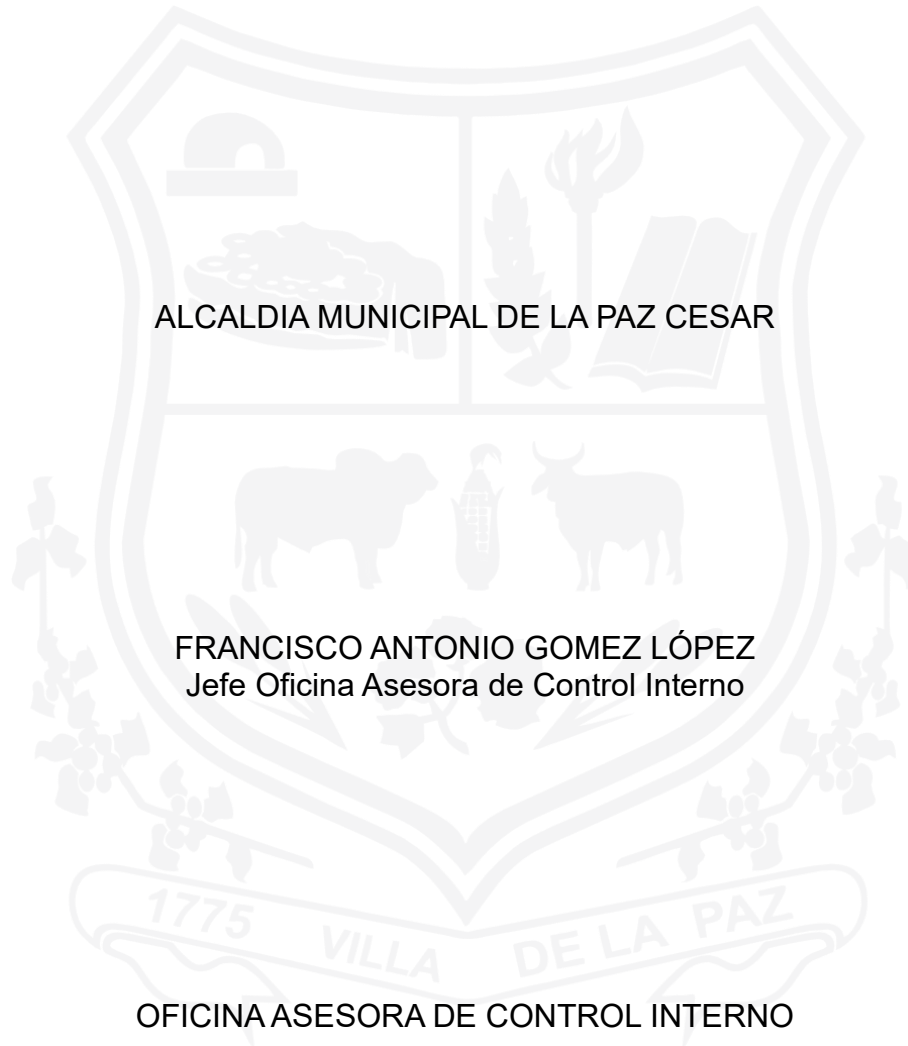 ALCALDIA MUNICIPAL DE LA PAZ CESAR
FRANCISCO ANTONIO GOMEZ LÓPEZ
Jefe Oficina Asesora de Control Interno
1775 VILLA DE LA PAZ
OFICINA ASESORA DE CONTROL INTERNO